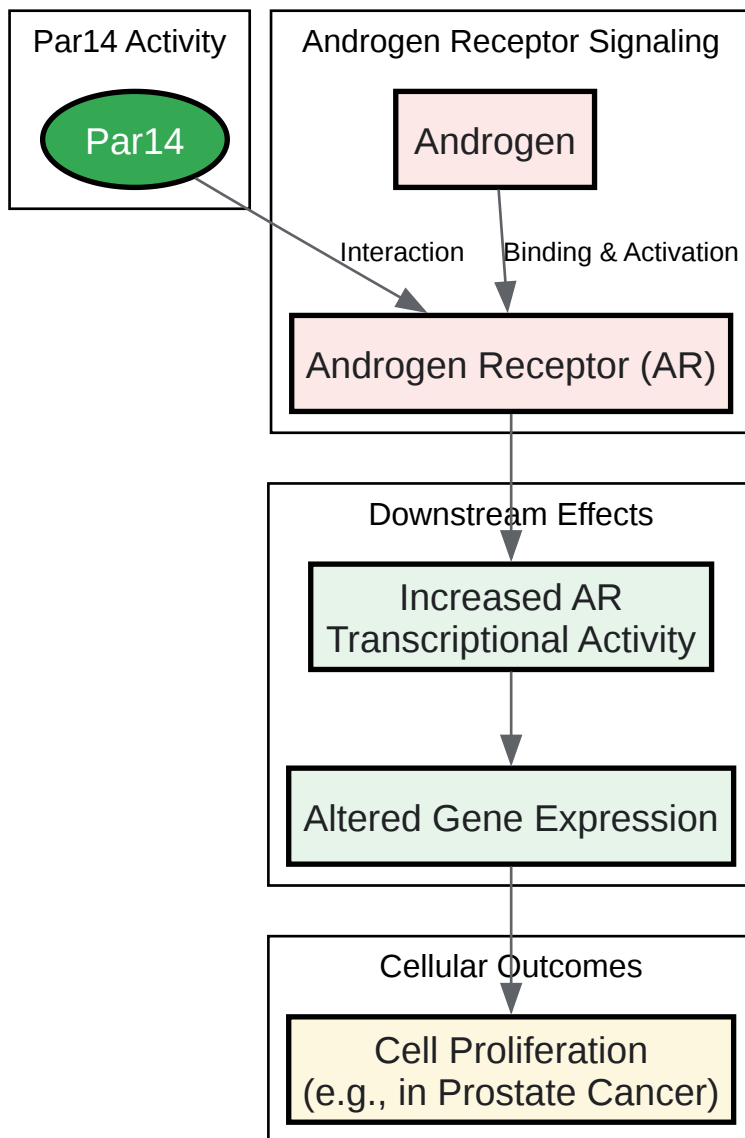 Par14 Activity
Androgen Receptor Signaling
Par14
Androgen
Interaction
Binding & Activation
Androgen Receptor (AR)
Downstream Effects
Increased AR
Transcriptional Activity
Altered Gene Expression
Cellular Outcomes
Cell Proliferation
(e.g., in Prostate Cancer)